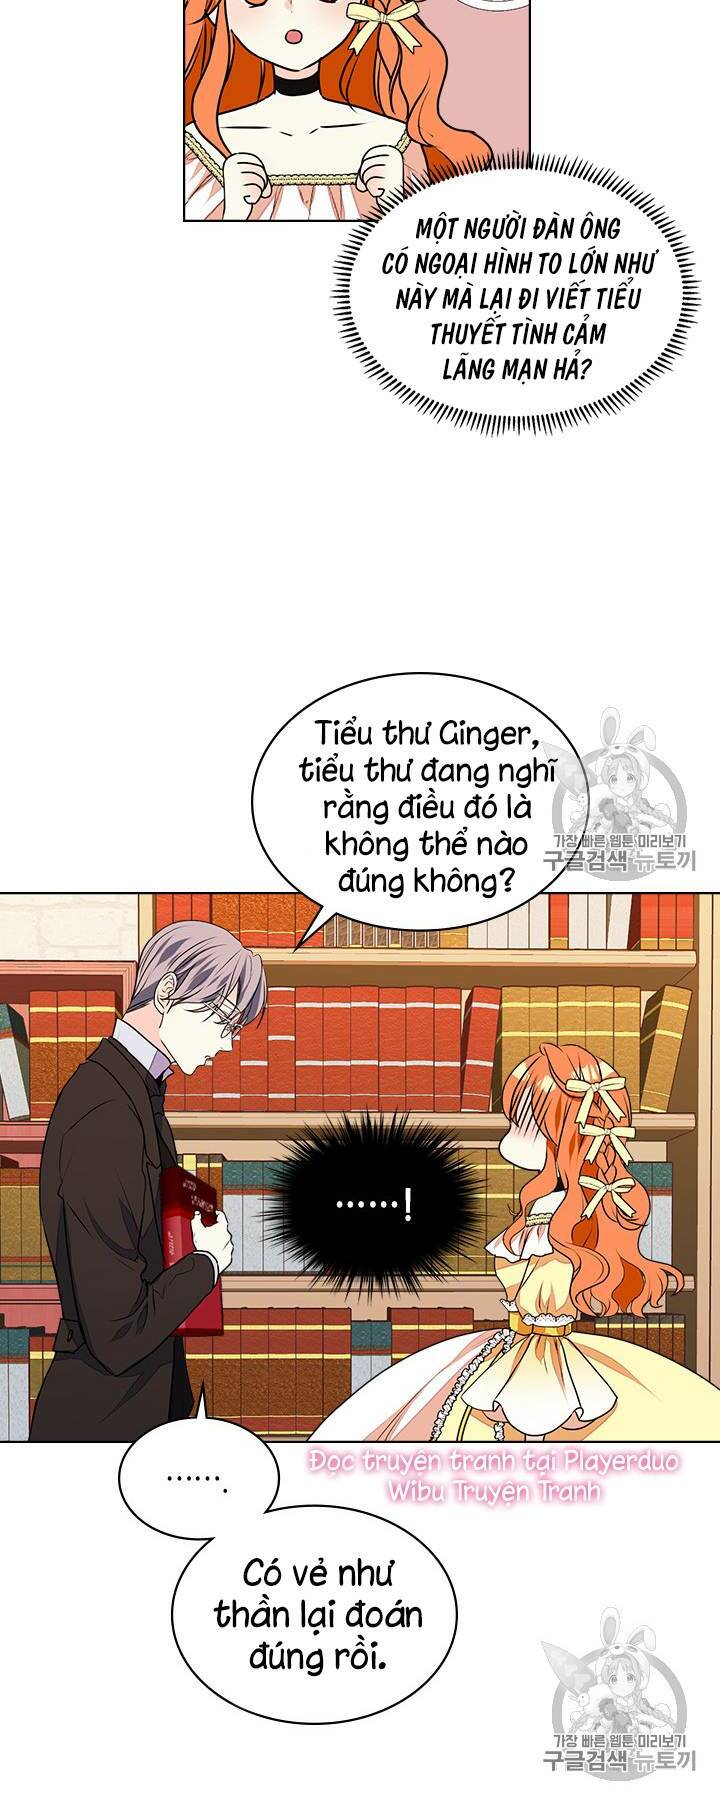 MỘT NGƯỜI ĐÀN ÔNG
CÓ NGOẠI HÌNH TO LỚN NHƯ
NÀY MÀ LẠI ĐI VIẾT TIỂU
THUYẾT TÌNH CẢM
LÃNG MẠN HẢ?
Tiểu thư Ginger,
tiểu thư đang nghĩ
rằng điều đó là
không thể nào
đúng không?
가장 빠른 웹툰 미리보기
구글검색 뉴토끼
......!
Đọc truyện tranh tại Playerduo
Wibu Truyện Tranh
......
Có vẻ như
thần lại đoán
đúng rồi.
가장 빠른 웹툰 미리보기
구글검색 뉴토끼